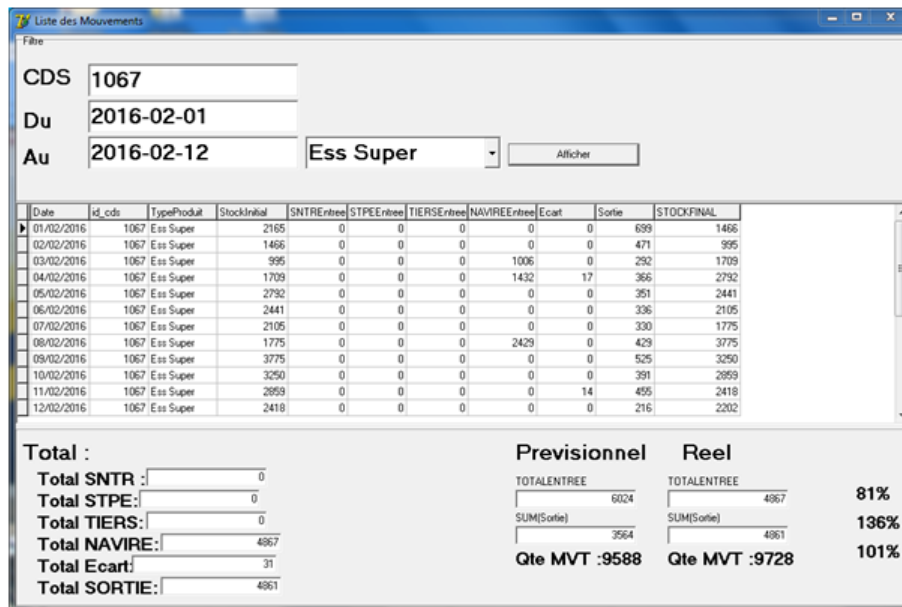 Liste des Mouvements
Filtre
CDS 1067
Du 2016-02-01
Au 2016-02-12 Ess Super Afficher
Date id_cds TypeProduit StockInitial SNTREntree STPEEntree TIERSEntree NAVIREEntree Ecart Sortie STOCKFINAL
01/02/2016 1067 Ess Super 2165 0 0 0 0 0 699 1466
02/02/2016 1067 Ess Super 1466 0 0 0 0 0 471 995
03/02/2016 1067 Ess Super 995 0 0 0 1006 0 292 1709
04/02/2016 1067 Ess Super 1709 0 0 0 1432 17 366 2792
05/02/2016 1067 Ess Super 2792 0 0 0 0 0 351 2441
06/02/2016 1067 Ess Super 2441 0 0 0 0 0 336 2105
07/02/2016 1067 Ess Super 2105 0 0 0 0 0 330 1775
08/02/2016 1067 Ess Super 1775 0 0 0 2429 0 429 3775
09/02/2016 1067 Ess Super 3775 0 0 0 0 0 525 3250
10/02/2016 1067 Ess Super 3250 0 0 0 0 0 391 2859
11/02/2016 1067 Ess Super 2859 0 0 0 0 14 455 2418
12/02/2016 1067 Ess Super 2418 0 0 0 0 0 216 2202
Total : Previsionnel Reel
Total SNTR : 0 TOTALENTREE TOTALENTREE
Total STPE: 0 6024 4867 81%
Total TIERS: 0 SUM(Sortie) SUM(Sortie)
Total NAVIRE: 4867 3564 4861 136%
Total Ecart: 31 Qte MVT :9588 Qte MVT :9728 101%
Total SORTIE: 4861